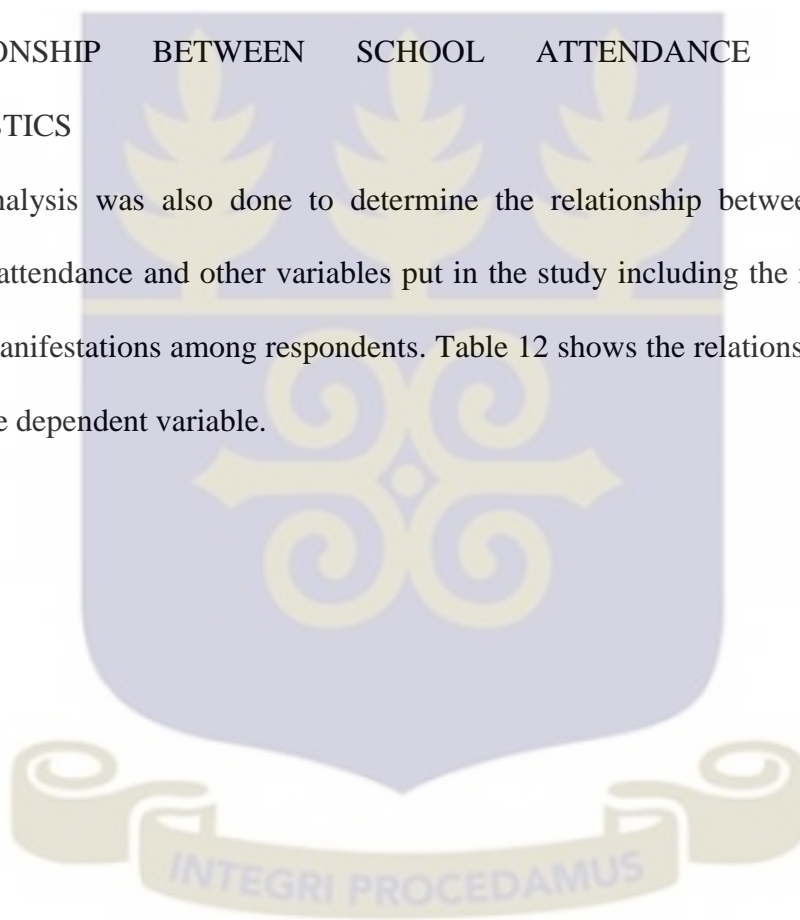 ONSHIP BETWEEN SCHOOL ATTENDANCE
STICS
nalysis was also done to determine the relationship betwee
attendance and other variables put in the study including the
anifestations among respondents. Table 12 shows the relations
e dependent variable.
INTEGRI PROCEDAMUS